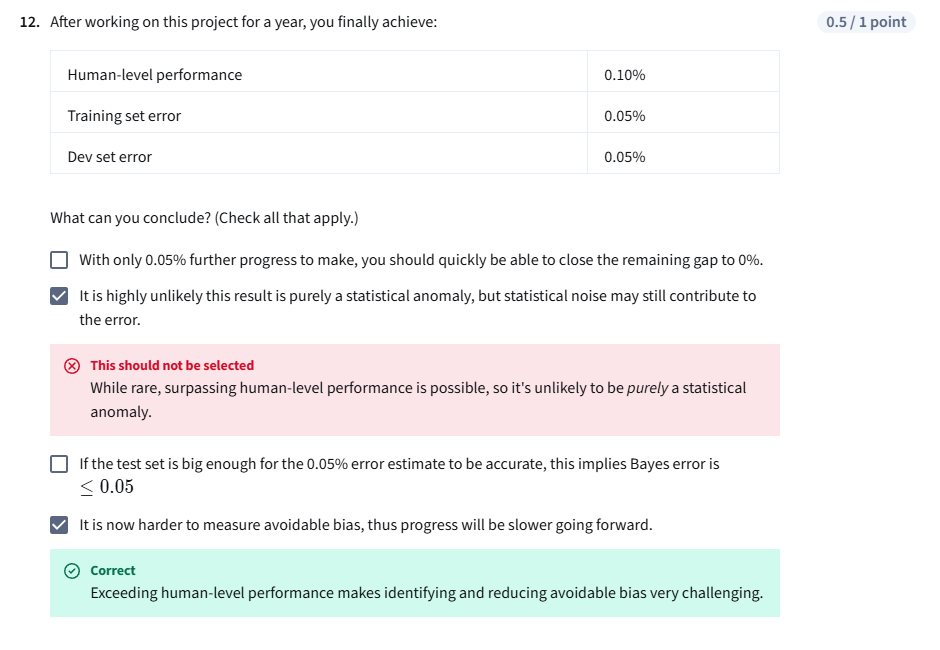 12. After working on this project for a year, you finally achieve:
0.5 / 1 point
Human-level performance 0.10%
Training set error 0.05%
Dev set error 0.05%
What can you conclude? (Check all that apply.)
With only 0.05% further progress to make, you should quickly be able to close the remaining gap to 0%.
It is highly unlikely this result is purely a statistical anomaly, but statistical noise may still contribute to
the error.
This should not be selected
While rare, surpassing human-level performance is possible, so it's unlikely to be purely a statistical
anomaly.
If the test set is big enough for the 0.05% error estimate to be accurate, this implies Bayes error is
≤ 0.05
It is now harder to measure avoidable bias, thus progress will be slower going forward.
Correct
Exceeding human-level performance makes identifying and reducing avoidable bias very challenging.